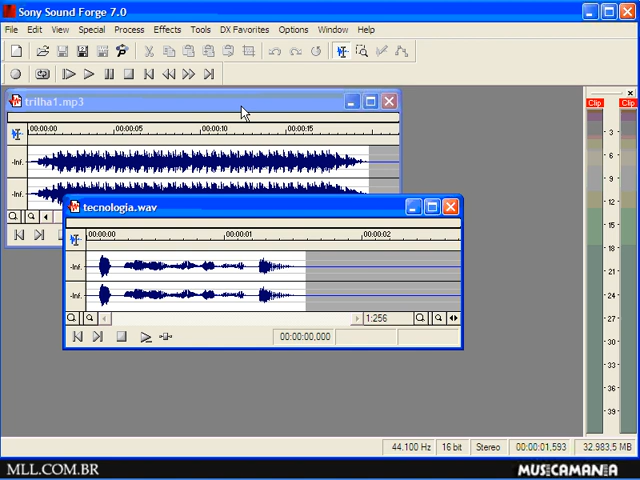 Sony Sound Forge 7.0
File Edit View Special Process Effects Tools DX Favorites Options Window Help
trilha1.mp3
00:00:00 00:00:05 00:00:10 00:00:15
-Inf.
-Inf.
tecnologia.wav
00:00:00 00:00:01 00:00:02
-Inf.
-Inf.
1:256
00:00:00,000
Clip Clip
3
6
9
12
15
18
21
24
27
30
33
36
39
44.100 Hz 16 bit Stereo 00:00:01,593 32.983,5 MB
MLL.COM.BR MUSICAMANIA